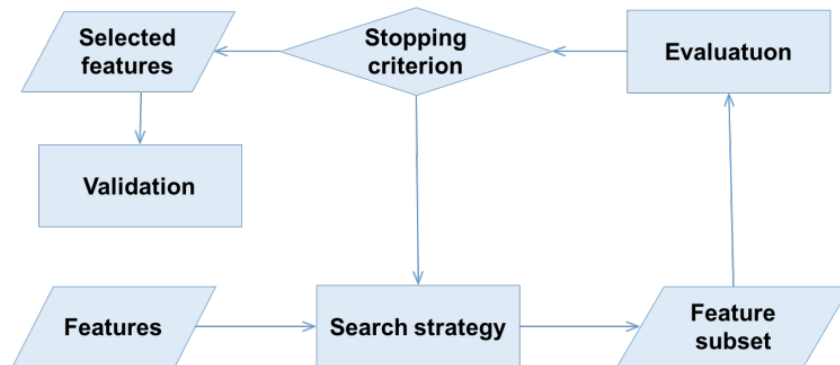 Selected
features
Stopping
criterion
Evaluatuon
Validation
Features
Search strategy
Feature
subset